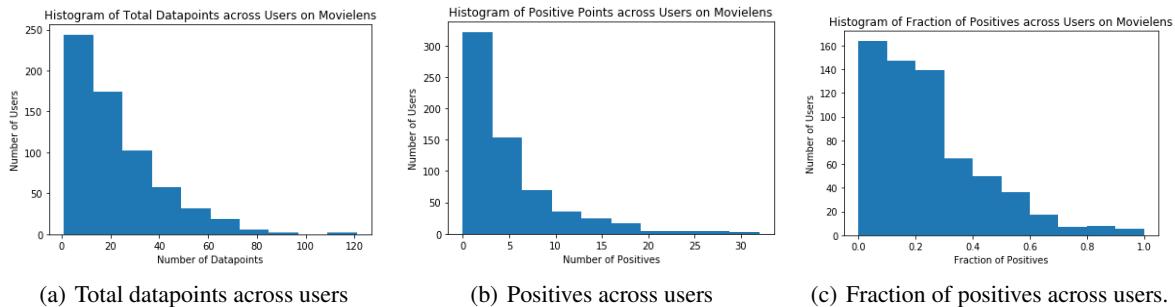 Histogram of Total Datapoints across Users on Movielens
250
200
150
100
50
0
Number of Users
0 20 40 60 80 100 120
Number of Datapoints
(a) Total datapoints across users
Histogram of Positive Points across Users on Movielens
300
250
200
150
100
50
0
Number of Users
0 5 10 15 20 25 30
Number of Positives
(b) Positives across users
Histogram of Fraction of Positives across Users on Movielens
160
140
120
100
80
60
40
20
0
Number of Users
0.0 0.2 0.4 0.6 0.8 1.0
Fraction of Positives
(c) Fraction of positives across users.